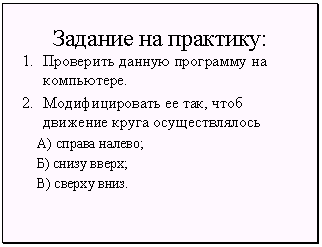 Задание на практику:
1. Проверить данную программу на
компьютере.
2. Модифицировать ее так, чтоб
движение круга осуществлялось
А) справа налево;
Б) снизу вверх;
В) сверху вниз.